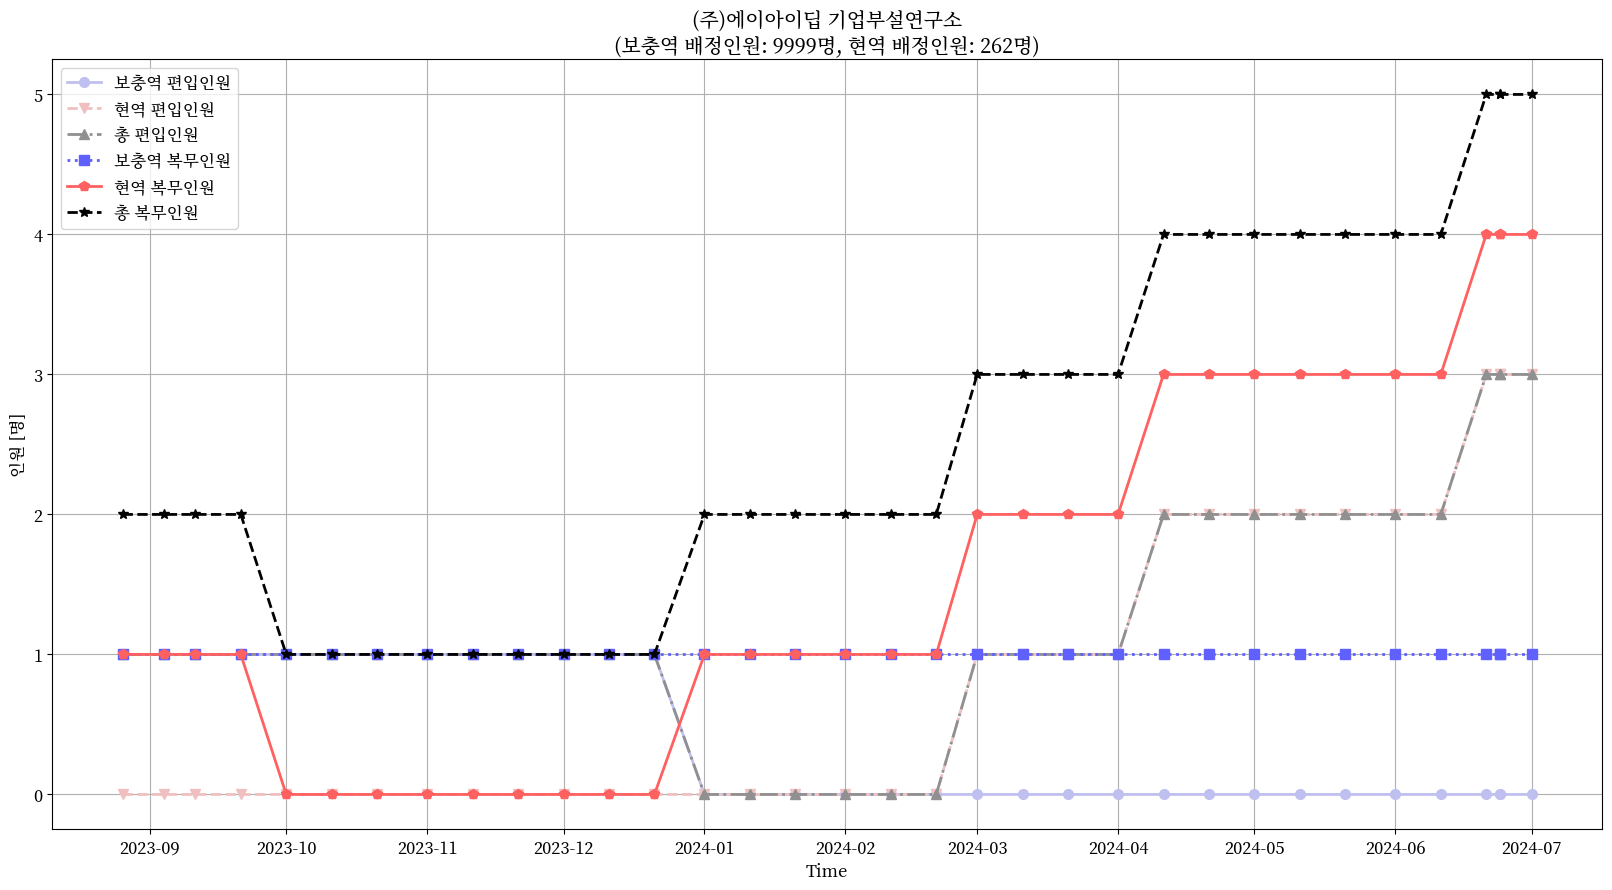 (주)에이아이딥 기업부설연구소
(보충역 배정인원: 9999명, 현역 배정인원: 262명)
보충역 편입인원
현역 편입인원
총 편입인원
보충역 복무인원
현역 복무인원
총 복무인원
인원 [명]
5
4
3
2
1
0
2023-09 2023-10 2023-11 2023-12 2024-01 2024-02 2024-03 2024-04 2024-05 2024-06 2024-07
Time